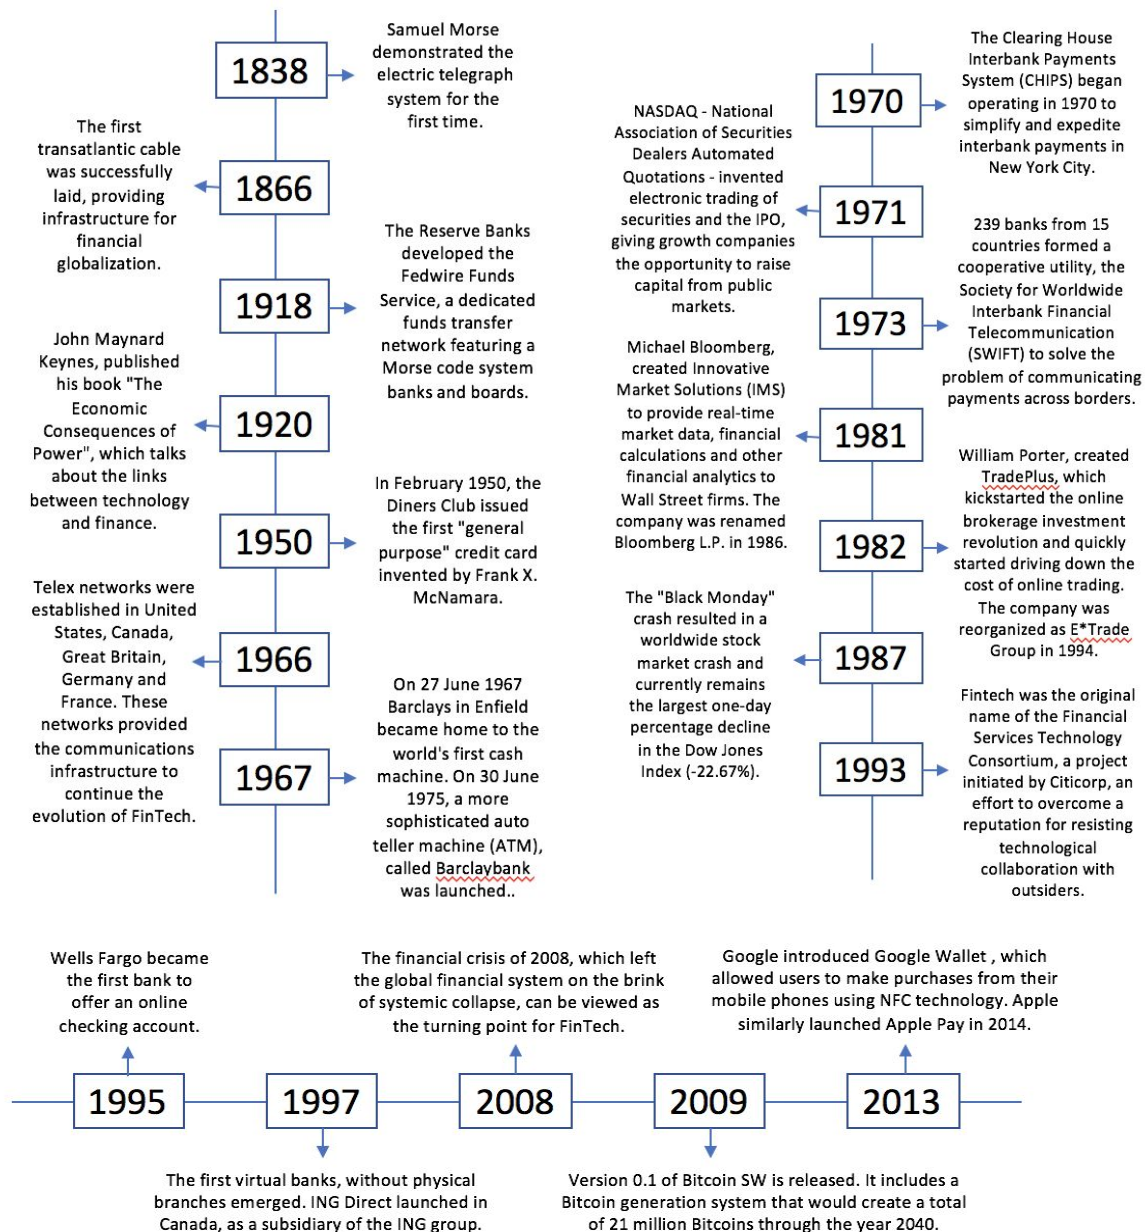 1838
Samuel Morse
demonstrated the
electric telegraph
system for the
first time.
The first
transatlantic cable
was successfully
laid, providing
infrastructure for
financial
globalization.
1866
1918
The Reserve Banks
developed the
Fedwire Funds
Service, a dedicated
funds transfer
network featuring a
Morse code system
banks and boards.
John Maynard
Keynes, published
his book "The
Economic
Consequences of
Power", which talks
about the links
between technology
and finance.
1920
1950
In February 1950, the
Diners Club issued
the first "general
purpose" credit card
invented by Frank X.
McNamara.
Telex networks were
established in United
States, Canada,
Great Britain,
Germany and
France. These
networks provided
the communications
infrastructure to
continue the
evolution of FinTech.
1966
1967
On 27 June 1967
Barclays in Enfield
became home to the
world's first cash
machine. On 30 June
1975, a more
sophisticated auto
teller machine (ATM),
called Barclaybank
was launched..
1970
The Clearing House
Interbank Payments
System (CHIPS) began
operating in 1970 to
simplify and expedite
interbank payments in
New York City.
NASDAQ - National
Association of Securities
Dealers Automated
Quotations - invented
electronic trading of
securities and the IPO,
giving growth companies
the opportunity to raise
capital from public
markets.
1971
1973
239 banks from 15
countries formed a
cooperative utility, the
Society for Worldwide
Interbank Financial
Telecommunication
(SWIFT) to solve the
problem of communicating
payments across borders.
Michael Bloomberg,
created Innovative
Market Solutions (IMS)
to provide real-time
market data, financial
calculations and other
financial analytics to
Wall Street firms. The
company was renamed
Bloomberg L.P. in 1986.
1981
1982
William Porter, created
TradePlus, which
kickstarted the online
brokerage investment
revolution and quickly
started driving down the
cost of online trading.
The company was
reorganized as E*Trade
Group in 1994.
The "Black Monday"
crash resulted in a
worldwide stock
market crash and
currently remains
the largest one-day
percentage decline
in the Dow Jones
Index (-22.67%).
1987
1993
Fintech was the original
name of the Financial
Services Technology
Consortium, a project
initiated by Citicorp, an
effort to overcome a
reputation for resisting
technological
collaboration with
outsiders.
Wells Fargo became
the first bank to
offer an online
checking account.
1995
1997
The first virtual banks, without physical
branches emerged. ING Direct launched in
Canada, as a subsidiary of the ING group.
The financial crisis of 2008, which left
the global financial system on the brink
of systemic collapse, can be viewed as
the turning point for FinTech.
2008
2009
Version 0.1 of Bitcoin SW is released. It includes a
Bitcoin generation system that would create a total
of 21 million Bitcoins through the year 2040.
Google introduced Google Wallet , which
allowed users to make purchases from their
mobile phones using NFC technology. Apple
similarly launched Apple Pay in 2014.
2013